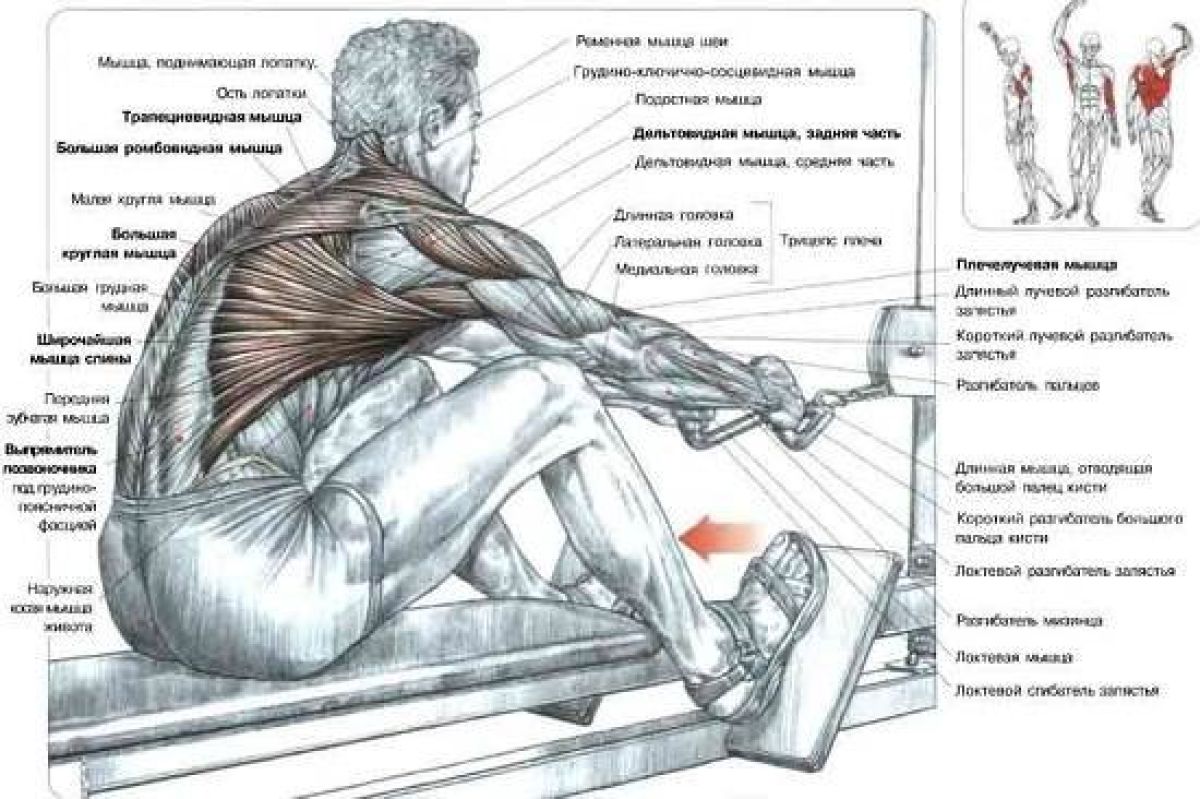 Мышца, поднимающая лопатку
Ость лопатки
Трапециевидная мышца
Большая ромбовидная мышца
Малая кругля мышца
Большая
круглая мышца
Большая грудная
мышца
Широчайшая
мышца спины
Передняя
зубчатая мышца
Выпрямитель
позвоночника
под грудино-
поясничной
фасцией
Наружная
косая мышца
живота
Ременная мышца шеи
Грудино-ключично-сосцевидная мышца
Подостная мышца
Дельтовидная мышца, задняя часть
Дельтовидная мышца, средняя часть
Длинная головка
Латеральная головка
Медиальная головка
Трицепс плеча
Плечелучевая мышца
Длинный лучевой разгибатель
запястья
Короткий лучевой разгибатель
запястья
Разгибатель пальцев
Длинная мышца, отводящая
большой палец кисти
Короткий разгибатель большого
пальца кисти
Локтевой разгибатель запястья
Разгибатель мизинца
Локтевая мышца
Локтевой сгибатель запястья